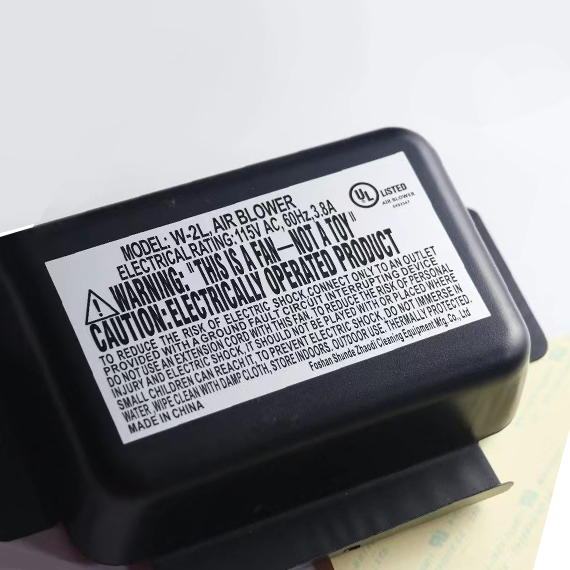 MODEL: W-2L, AIR BLOWER
ELECTRICAL RATING:115V AC, 60Hz,3.8A
UL LISTED
AIR BLOWER
WARNING: "THIS IS A FAN—NOT A TOY"
CAUTION:ELECTRICALLY OPERATED PRODUCT
TO REDUCE THE RISK OF ELECTRIC SHOCK CONNECT ONLY TO AN OUTLET
PROVIDED WITH A GROUND FAULT CIRCUIT INTERRUPTING DEVICE
DO NOT USE AN EXTENSION CORD WITH THIS FAN. TO REDUCE THE RISK OF PERSONAL
INJURY AND ELECTRIC SHOCK, IT SHOULD NOT BE PLAYED WITH OR PLACED WHERE
SMALL CHILDREN CAN REACH IT. TO PREVENT ELECTRIC SHOCK, DO NOT IMMERSE IN
WATER, WIPE CLEAN WITH DAMP CLOTH, STORE INDOORS. OUTDOOR USE. THERMALLY PROTECTED.
MADE IN CHINA
Foshan Shunde Zhaodi Cleaning Equipment Mfg. Co., Ltd